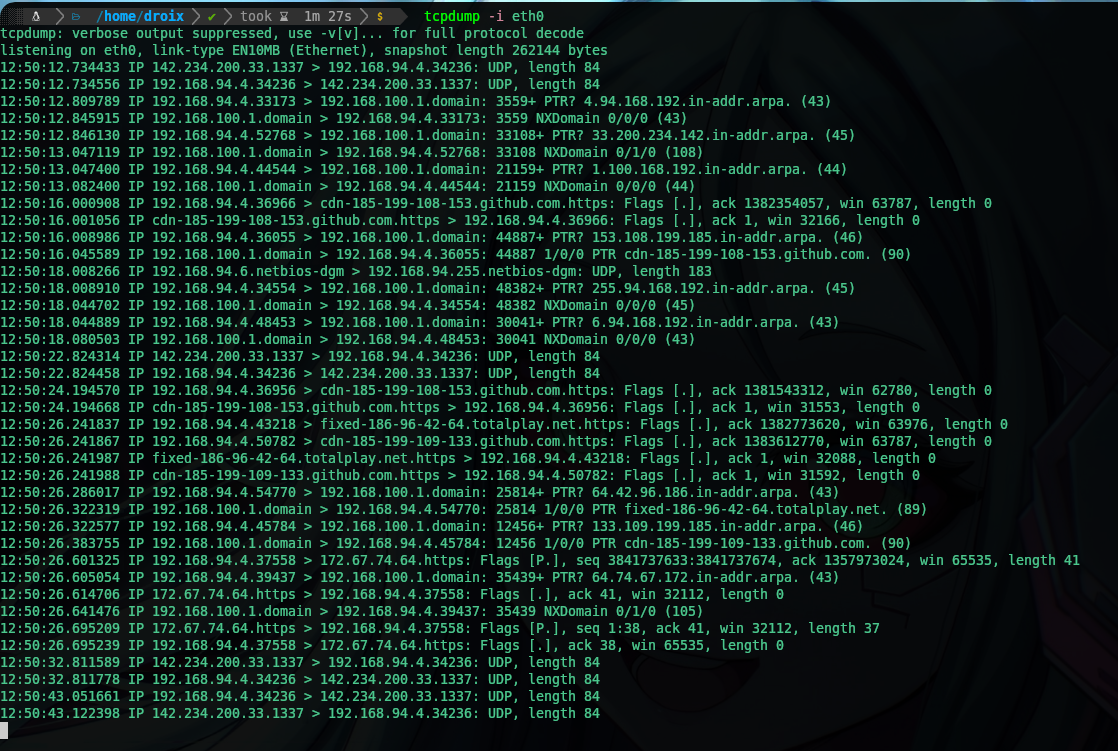 /home/droix ✔ took ⌛ 1m 27s $ tcpdump -i eth0
tcpdump: verbose output suppressed, use -v[v]... for full protocol decode
listening on eth0, link-type EN10MB (Ethernet), snapshot length 262144 bytes
12:50:12.734433 IP 142.234.200.33.1337 > 192.168.94.4.34236: UDP, length 84
12:50:12.734556 IP 192.168.94.4.34236 > 142.234.200.33.1337: UDP, length 84
12:50:12.809789 IP 192.168.94.4.33173 > 192.168.100.1.domain: 3559+ PTR? 4.94.168.192.in-addr.arpa. (43)
12:50:12.845915 IP 192.168.100.1.domain > 192.168.94.4.33173: 3559 NXDomain 0/0/0 (43)
12:50:12.846130 IP 192.168.94.4.52768 > 192.168.100.1.domain: 33108+ PTR? 33.200.234.142.in-addr.arpa. (45)
12:50:13.047119 IP 192.168.100.1.domain > 192.168.94.4.52768: 33108 NXDomain 0/1/0 (108)
12:50:13.047400 IP 192.168.94.4.44544 > 192.168.100.1.domain: 21159+ PTR? 1.100.168.192.in-addr.arpa. (44)
12:50:13.082400 IP 192.168.100.1.domain > 192.168.94.4.44544: 21159 NXDomain 0/0/0 (44)
12:50:16.000908 IP 192.168.94.4.36966 > cdn-185-199-108-153.github.com.https: Flags [.], ack 1382354057, win 63787, length 0
12:50:16.001056 IP cdn-185-199-108-153.github.com.https > 192.168.94.4.36966: Flags [.], ack 1, win 32166, length 0
12:50:16.008986 IP 192.168.94.4.36055 > 192.168.100.1.domain: 44887+ PTR? 153.108.199.185.in-addr.arpa. (46)
12:50:16.045589 IP 192.168.100.1.domain > 192.168.94.4.36055: 44887 1/0/0 PTR cdn-185-199-108-153.github.com. (90)
12:50:18.008266 IP 192.168.94.6.netbios-dgm > 192.168.94.255.netbios-dgm: UDP, length 183
12:50:18.008910 IP 192.168.94.4.34554 > 192.168.100.1.domain: 48382+ PTR? 255.94.168.192.in-addr.arpa. (45)
12:50:18.044702 IP 192.168.100.1.domain > 192.168.94.4.34554: 48382 NXDomain 0/0/0 (45)
12:50:18.044889 IP 192.168.94.4.48453 > 192.168.100.1.domain: 30041+ PTR? 6.94.168.192.in-addr.arpa. (43)
12:50:18.080503 IP 192.168.100.1.domain > 192.168.94.4.48453: 30041 NXDomain 0/0/0 (43)
12:50:22.824314 IP 142.234.200.33.1337 > 192.168.94.4.34236: UDP, length 84
12:50:22.824458 IP 192.168.94.4.34236 > 142.234.200.33.1337: UDP, length 84
12:50:24.194570 IP 192.168.94.4.36956 > cdn-185-199-108-153.github.com.https: Flags [.], ack 1381543312, win 62780, length 0
12:50:24.194668 IP cdn-185-199-108-153.github.com.https > 192.168.94.4.36956: Flags [.], ack 1, win 31553, length 0
12:50:26.241837 IP 192.168.94.4.43218 > fixed-186-96-42-64.totalplay.net.https: Flags [.], ack 1382773620, win 63976, length 0
12:50:26.241867 IP 192.168.94.4.50782 > cdn-185-199-109-133.github.com.https: Flags [.], ack 1383612770, win 63787, length 0
12:50:26.241987 IP fixed-186-96-42-64.totalplay.net.https > 192.168.94.4.43218: Flags [.], ack 1, win 32088, length 0
12:50:26.241988 IP cdn-185-199-109-133.github.com.https > 192.168.94.4.50782: Flags [.], ack 1, win 31592, length 0
12:50:26.286017 IP 192.168.94.4.54770 > 192.168.100.1.domain: 25814+ PTR? 64.42.96.186.in-addr.arpa. (43)
12:50:26.322319 IP 192.168.100.1.domain > 192.168.94.4.54770: 25814 1/0/0 PTR fixed-186-96-42-64.totalplay.net. (89)
12:50:26.322577 IP 192.168.94.4.45784 > 192.168.100.1.domain: 12456+ PTR? 133.109.199.185.in-addr.arpa. (46)
12:50:26.383755 IP 192.168.100.1.domain > 192.168.94.4.45784: 12456 1/0/0 PTR cdn-185-199-109-133.github.com. (90)
12:50:26.601325 IP 192.168.94.4.37558 > 172.67.74.64.https: Flags [P.], seq 3841737633:3841737674, ack 1357973024, win 65535, length 41
12:50:26.605054 IP 192.168.94.4.39437 > 192.168.100.1.domain: 35439+ PTR? 64.74.67.172.in-addr.arpa. (43)
12:50:26.614706 IP 172.67.74.64.https > 192.168.94.4.37558: Flags [.], ack 41, win 32112, length 0
12:50:26.641476 IP 192.168.100.1.domain > 192.168.94.4.39437: 35439 NXDomain 0/1/0 (105)
12:50:26.695209 IP 172.67.74.64.https > 192.168.94.4.37558: Flags [P.], seq 1:38, ack 41, win 32112, length 37
12:50:26.695239 IP 192.168.94.4.37558 > 172.67.74.64.https: Flags [.], ack 38, win 65535, length 0
12:50:32.811589 IP 142.234.200.33.1337 > 192.168.94.4.34236: UDP, length 84
12:50:32.811778 IP 192.168.94.4.34236 > 142.234.200.33.1337: UDP, length 84
12:50:43.051661 IP 192.168.94.4.34236 > 142.234.200.33.1337: UDP, length 84
12:50:43.122398 IP 142.234.200.33.1337 > 192.168.94.4.34236: UDP, length 84